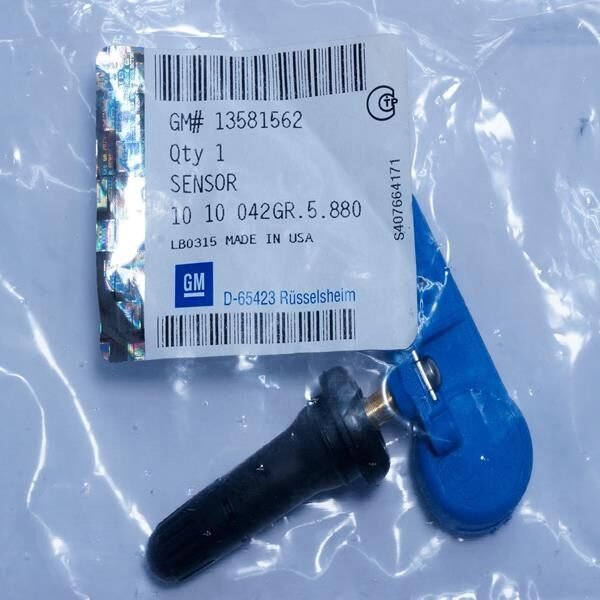 GM# 13581562
Qty 1
SENSOR
10 10 042GR.5.880
LB0315 MADE IN USA
GM
D-65423 Rüsselsheim
S407664171